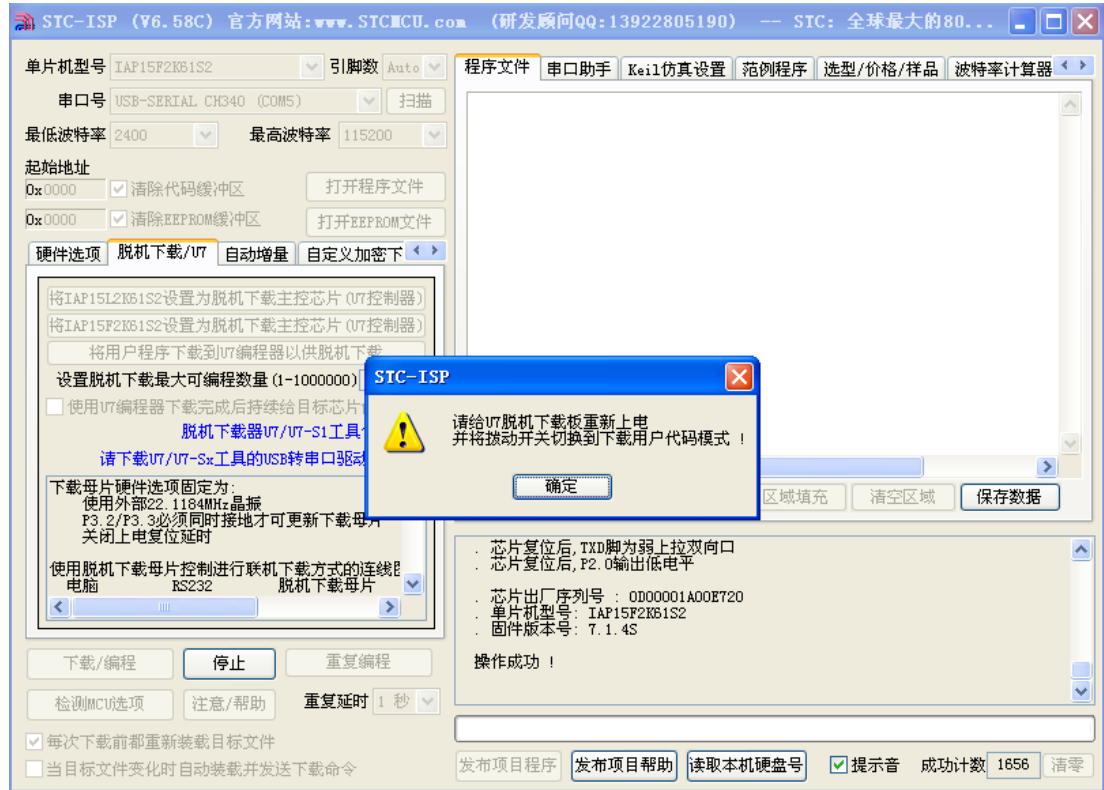 STC-ISP (V6.58C) 官方网站:www.STCMCU.com (研发顾问QQ:13922805190) -- STC: 全球最大的80...
单片机型号 IAP15F2K61S2 引脚数 Auto
串口号 USB-SERIAL CH340 (COM5) 扫描
最低波特率 2400 最高波特率 115200
起始地址
0x0000 清除代码缓冲区 打开程序文件
0x0000 清除EEPROM缓冲区 打开EEPROM文件
硬件选项 脱机下载/U7 自动增量 自定义加密下
将IAP15L2K61S2设置为脱机下载主控芯片(U7控制器)
将IAP15F2K61S2设置为脱机下载主控芯片(U7控制器)
将用户程序下载到U7编程器以供脱机下载
设置脱机下载最大可编程数量(1-1000000)
使用U7编程器下载完成后持续给目标芯片
脱机下载器U7/U7-S1工具
请下载U7/U7-Sx工具的USB转串口驱动
下载母片硬件选项固定为:
使用外部22.1184MHz晶振
P3.2/P3.3必须同时接地才可更新下载母片
关闭上电复位延时
使用脱机下载母片控制进行联机下载方式的连线
电脑 RS232 脱机下载母片
下载/编程 停止 重复编程
检测MCU选项 注意/帮助 重复延时 1 秒
每次下载前都重新装载目标文件
当目标文件变化时自动装载并发送下载命令
程序文件 串口助手 Keil仿真设置 范例程序 选型/价格/样品 波特率计算器
STC-ISP
请给U7脱机下载板重新上电
并将拨动开关切换到下载用户代码模式 !
确定
区域填充 清空区域 保存数据
. 芯片复位后,TXD脚为弱上拉双向口
. 芯片复位后,P2.0输出低电平
. 芯片出厂序列号 : 0D00001A00E720
. 单片机型号: IAP15F2K61S2
. 固件版本号: 7.1.4S
操作成功 !
发布项目程序 发布项目帮助 读取本机硬盘号 提示音 成功计数 1656 清零